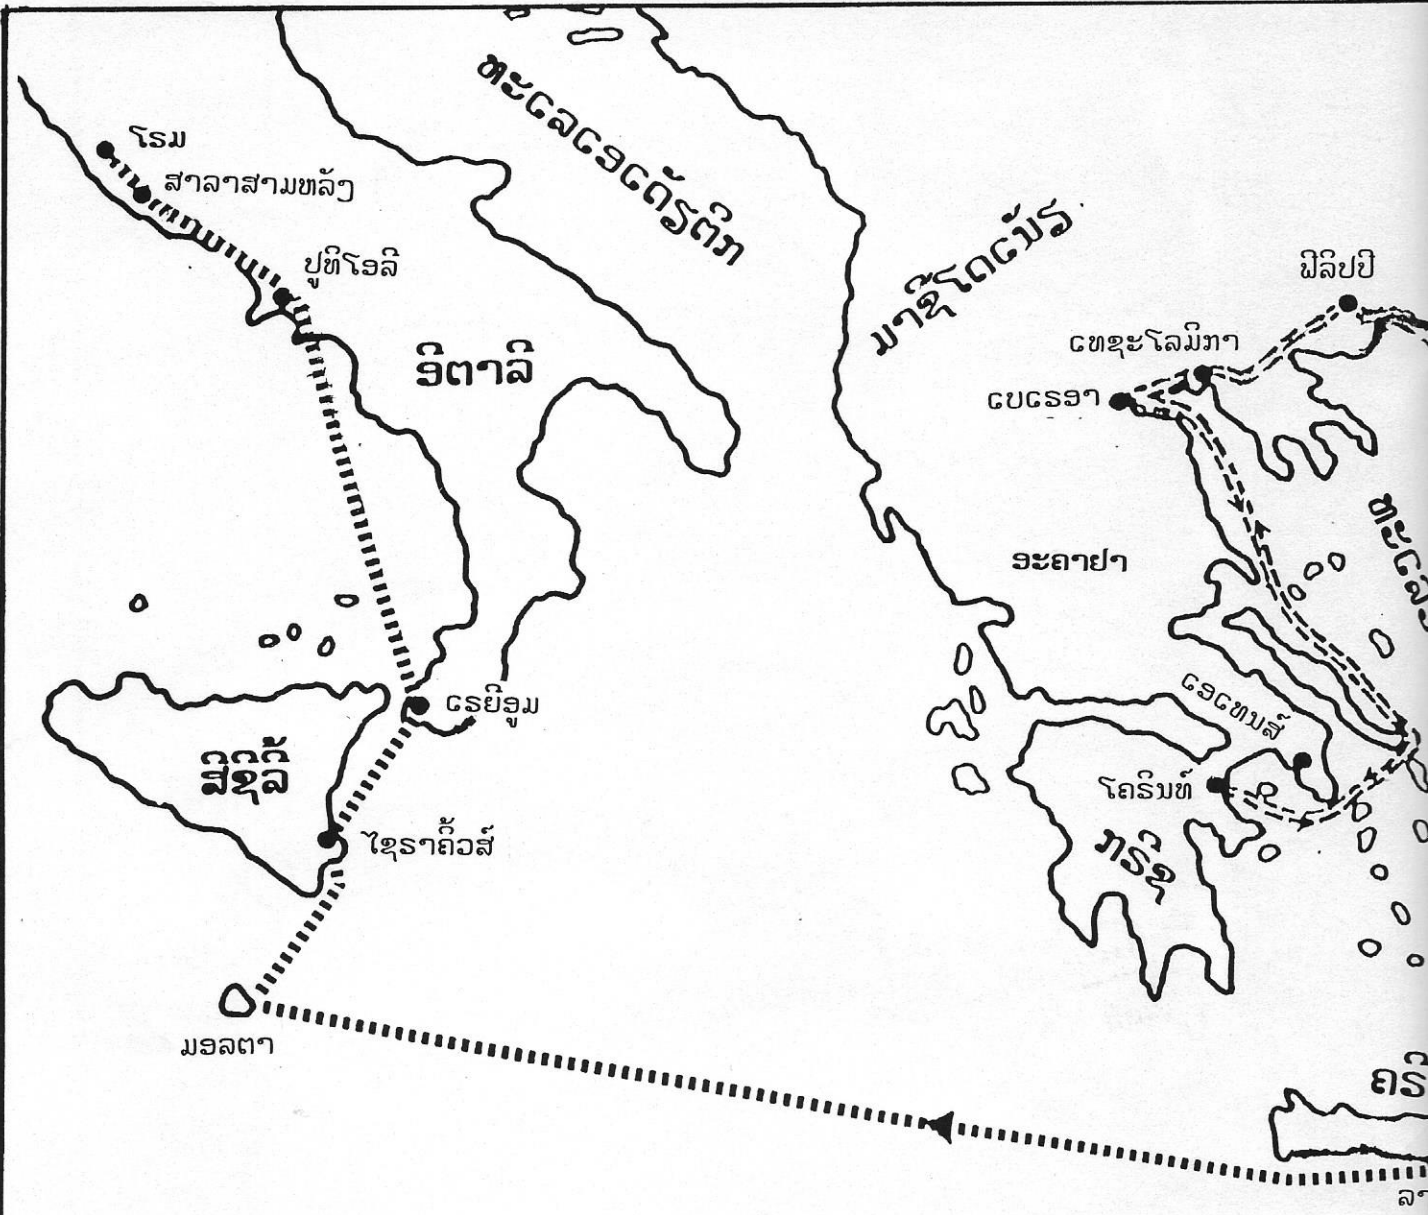 ທະເລເອເດັຽຕິກ
ໂຣມ
ສາລາສາມຫລັງ
ປູທິໂອລີ
ອີຕາລີ
ມາຊີໂດເນັຽ
ຟີລິປປີ
ເທຊະໂລນິກາ
ເບເຣອາ
ອະຄາຢາ
ເຣຢີອູມ
ສີຊີລີ້
ໄຊຣາຄິ້ວສ໌
ເອເທນສ໌
ໂຄຣິນທ໌
ກຣີຊ
ມອລຕາ